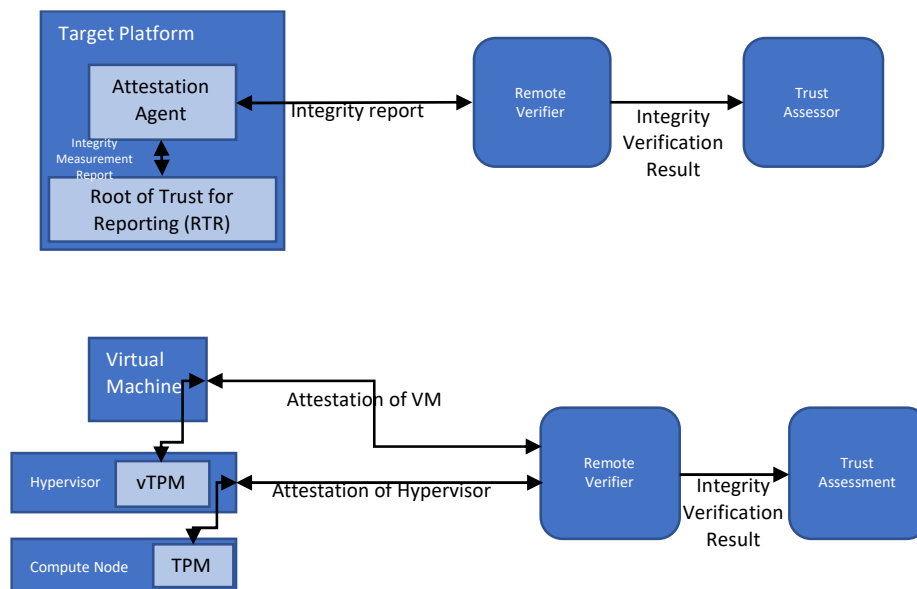 Target Platform
Attestation
Agent
Integrity
Measurement
Report
Root of Trust for
Reporting (RTR)
Integrity report
Remote
Verifier
Integrity
Verification
Result
Trust
Assessor
Virtual
Machine
Attestation of VM
Hypervisor
vTPM
Attestation of Hypervisor
Compute Node
TPM
Remote
Verifier
Integrity
Verification
Result
Trust
Assessment